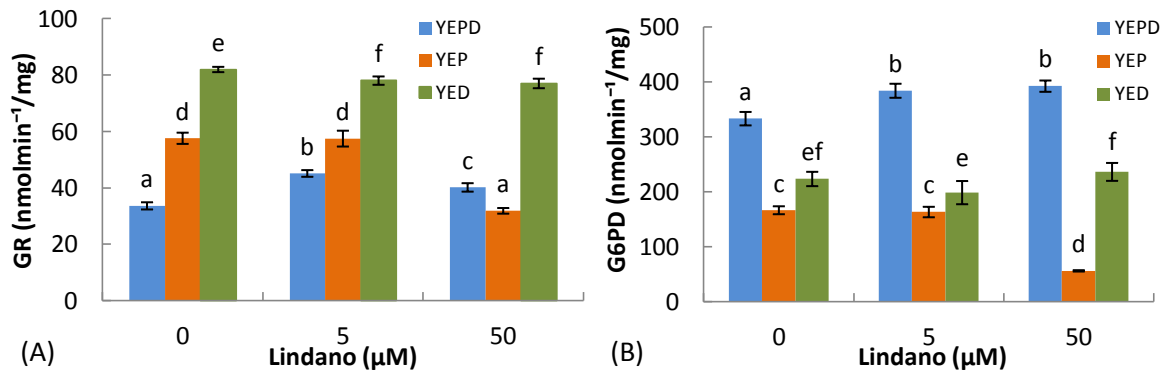 GR (nmolmin⁻¹/mg)
100
80
60
40
20
0
YEPD
YEP
YED
a
d
e
b
d
f
c
a
f
0
5
50
Lindano (µM)
(A)
G6PD (nmolmin⁻¹/mg)
500
400
300
200
100
0
YEPD
YEP
YED
a
c
ef
b
c
e
b
d
f
0
5
50
Lindano (µM)
(B)